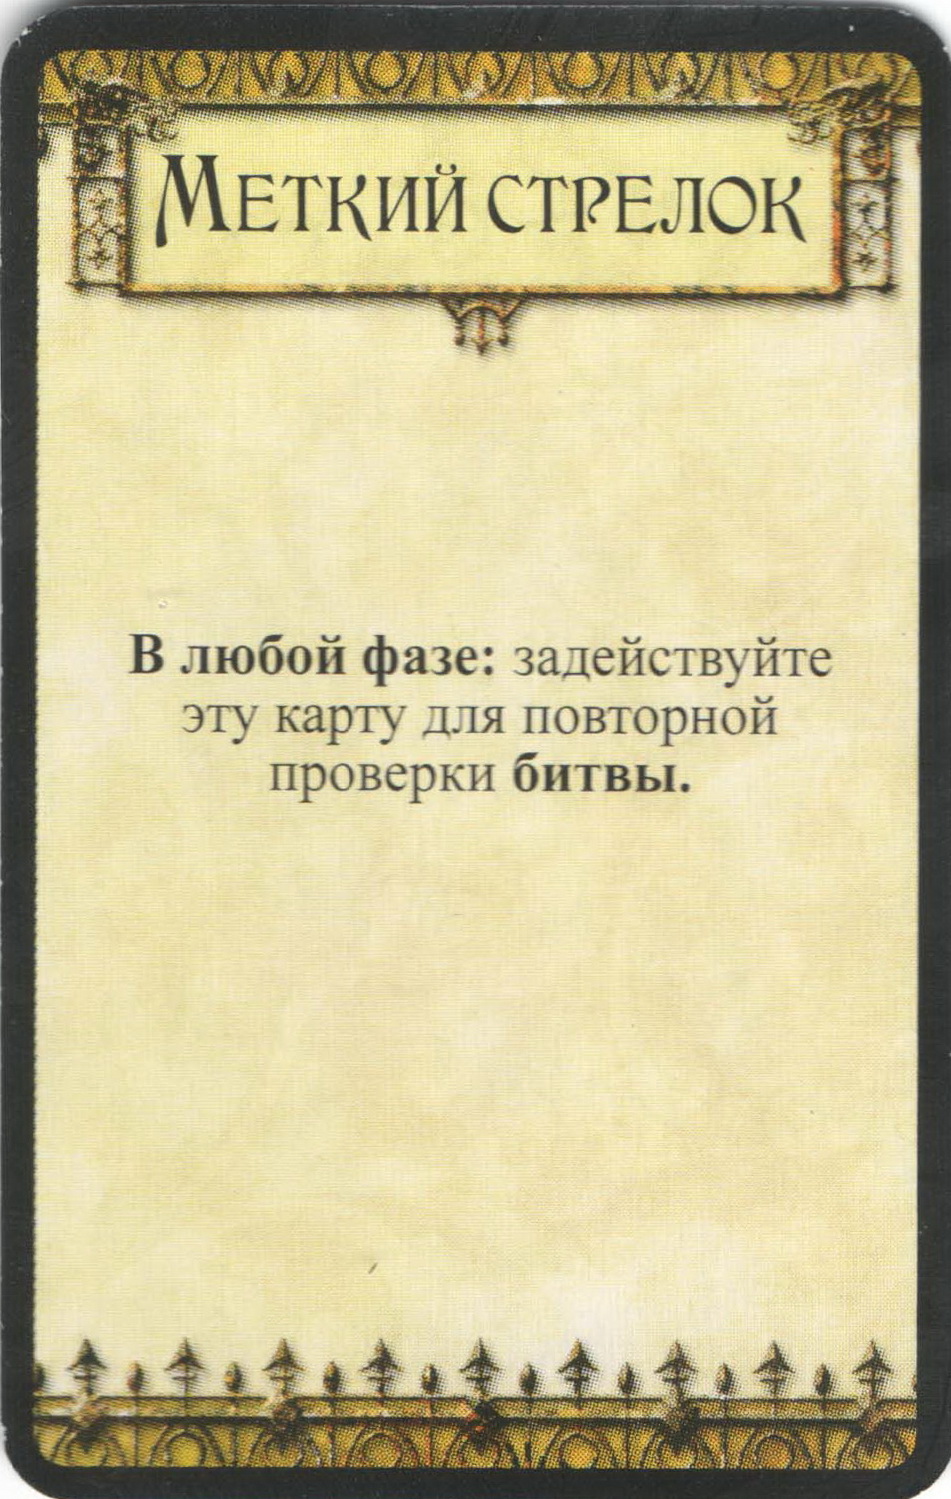 Меткий стрелок
В любой фазе: задействуйте
эту карту для повторной
проверки битвы.